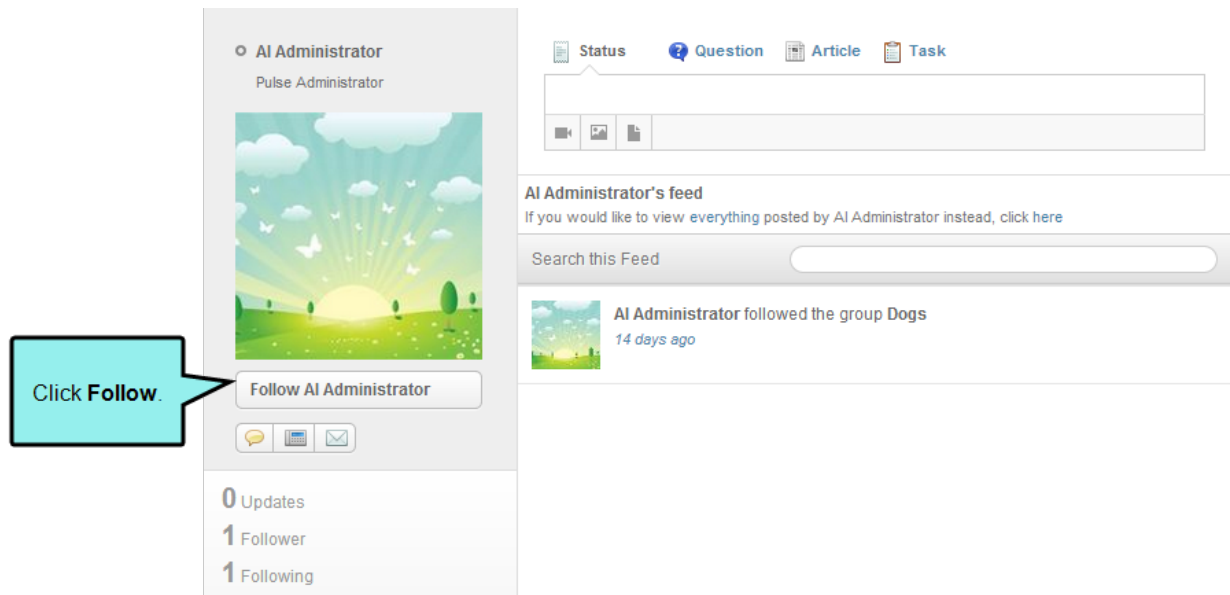 Al Administrator
Pulse Administrator
Click Follow.
Follow Al Administrator
0 Updates
1 Follower
1 Following
Status Question Article Task
Al Administrator's feed
If you would like to view everything posted by Al Administrator instead, click here
Search this Feed
Al Administrator followed the group Dogs
14 days ago